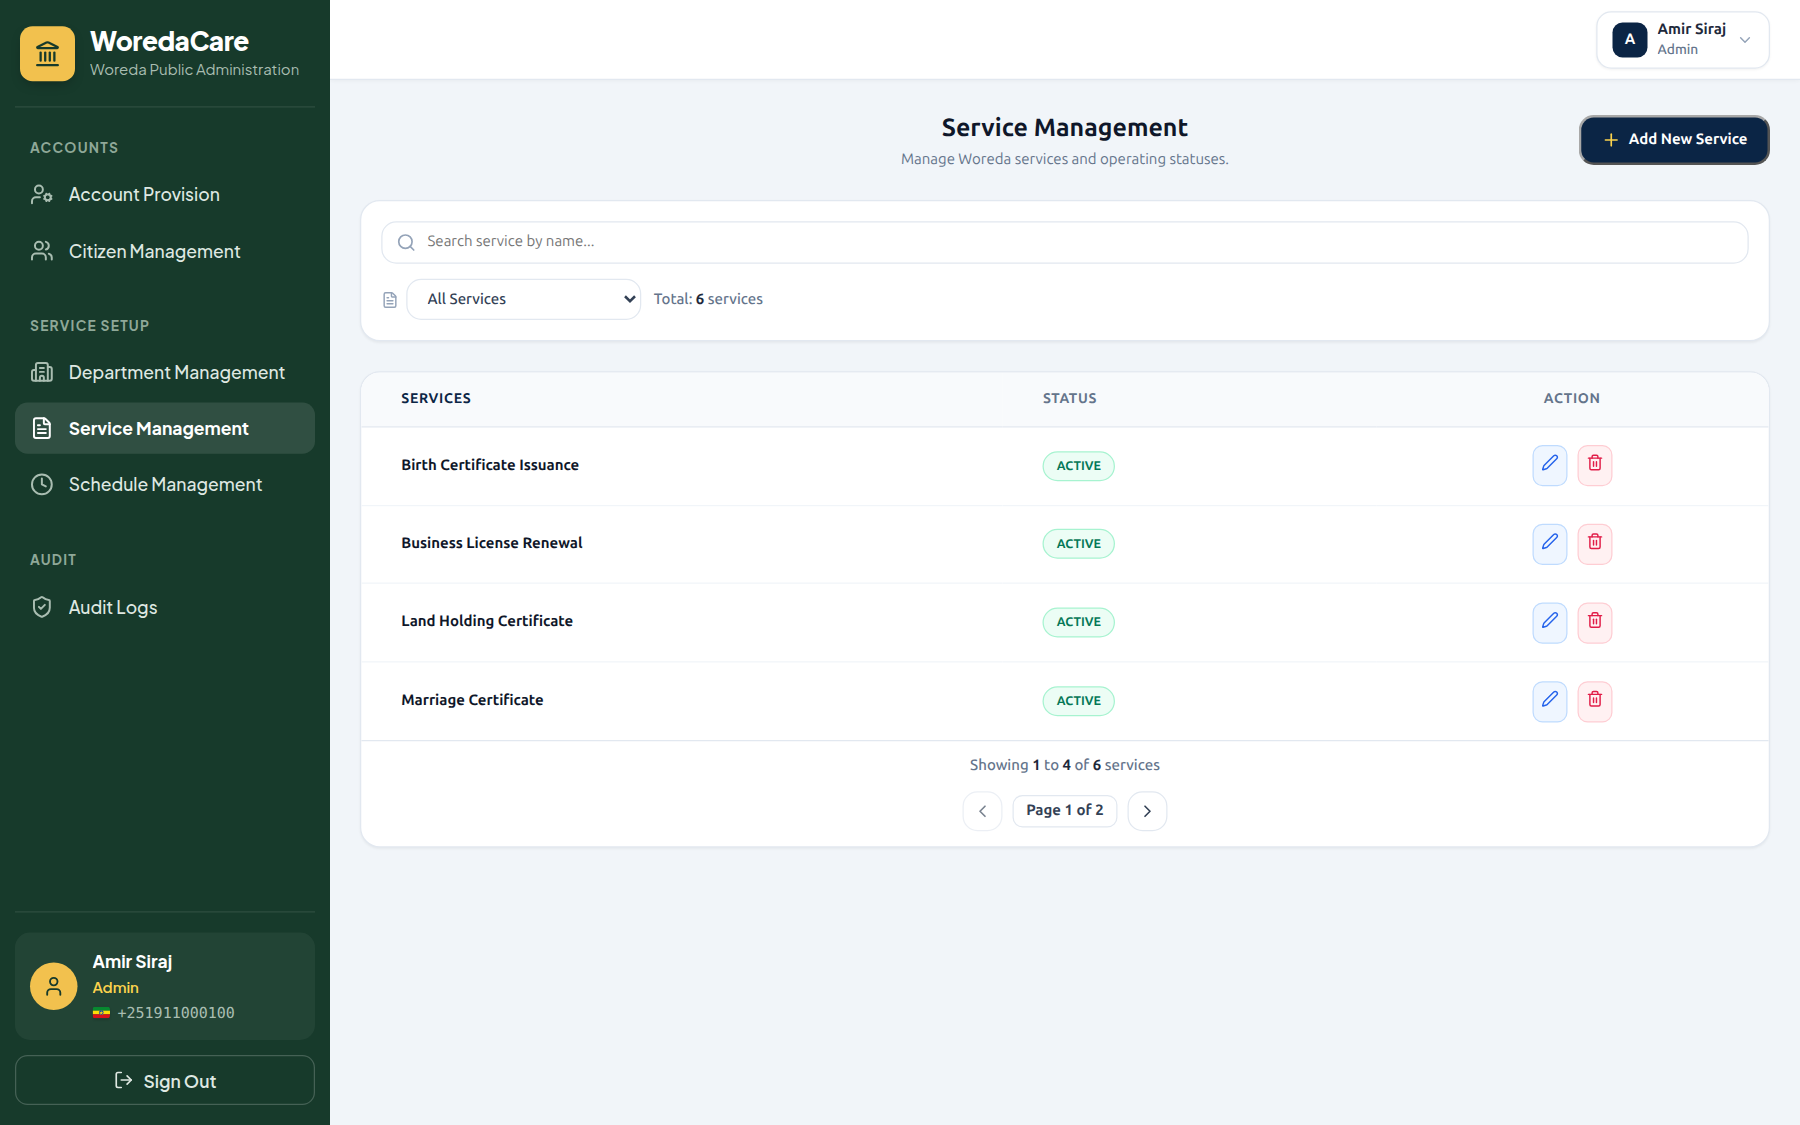 WoredaCare
Woreda Public Administration
ACCOUNTS
Account Provision
Citizen Management
SERVICE SETUP
Department Management
Service Management
Schedule Management
AUDIT
Audit Logs
Amir Siraj
Admin
+251911000100
Sign Out
A
Amir Siraj
Admin
Service Management
Manage Woreda services and operating statuses.
Add New Service
Search service by name...
All Services
Total: 6 services
SERVICES STATUS ACTION
Birth Certificate Issuance ACTIVE
Business License Renewal ACTIVE
Land Holding Certificate ACTIVE
Marriage Certificate ACTIVE
Showing 1 to 4 of 6 services
Page 1 of 2